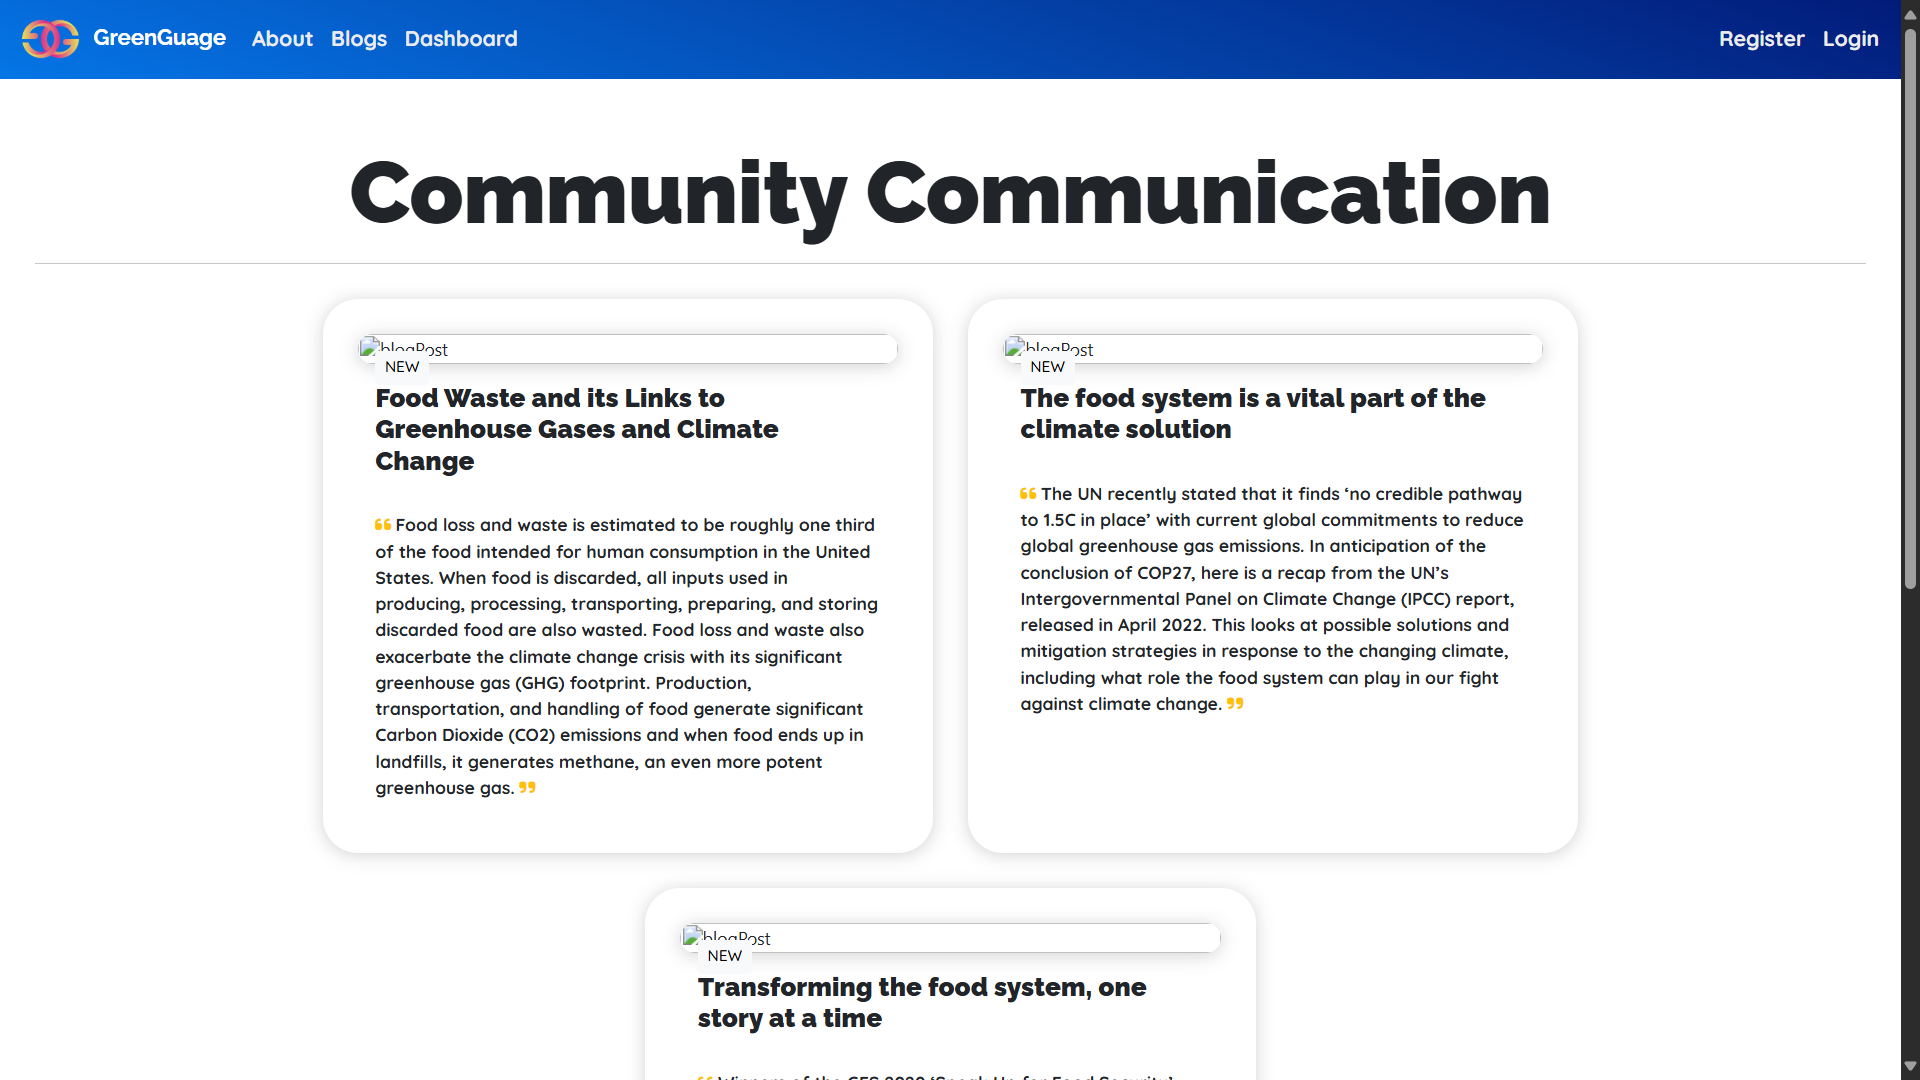 GreenGuage About Blogs Dashboard Register Login
Community Communication
blogPost
NEW
Food Waste and its Links to
Greenhouse Gases and Climate
Change
Food loss and waste is estimated to be roughly one third
of the food intended for human consumption in the United
States. When food is discarded, all inputs used in
producing, processing, transporting, preparing, and storing
discarded food are also wasted. Food loss and waste also
exacerbate the climate change crisis with its significant
greenhouse gas (GHG) footprint. Production,
transportation, and handling of food generate significant
Carbon Dioxide (CO2) emissions and when food ends up in
landfills, it generates methane, an even more potent
greenhouse gas.
blogPost
NEW
The food system is a vital part of the
climate solution
The UN recently stated that it finds ‘no credible pathway
to 1.5C in place’ with current global commitments to reduce
global greenhouse gas emissions. In anticipation of the
conclusion of COP27, here is a recap from the UN’s
Intergovernmental Panel on Climate Change (IPCC) report,
released in April 2022. This looks at possible solutions and
mitigation strategies in response to the changing climate,
including what role the food system can play in our fight
against climate change.
blogPost
NEW
Transforming the food system, one
story at a time
Winners of the GFS 2020 ‘Speak Up for Food Security’